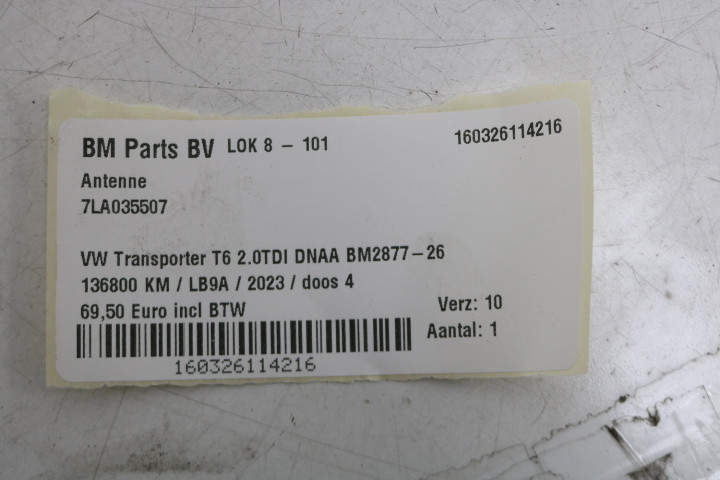 BM Parts BV LOK 8 - 101 160326114216
Antenne
7LA035507
VW Transporter T6 2.0TDI DNAA BM2877-26
136800 KM / LB9A / 2023 / doos 4
69,50 Euro incl BTW Verz: 10
Aantal: 1
160326114216